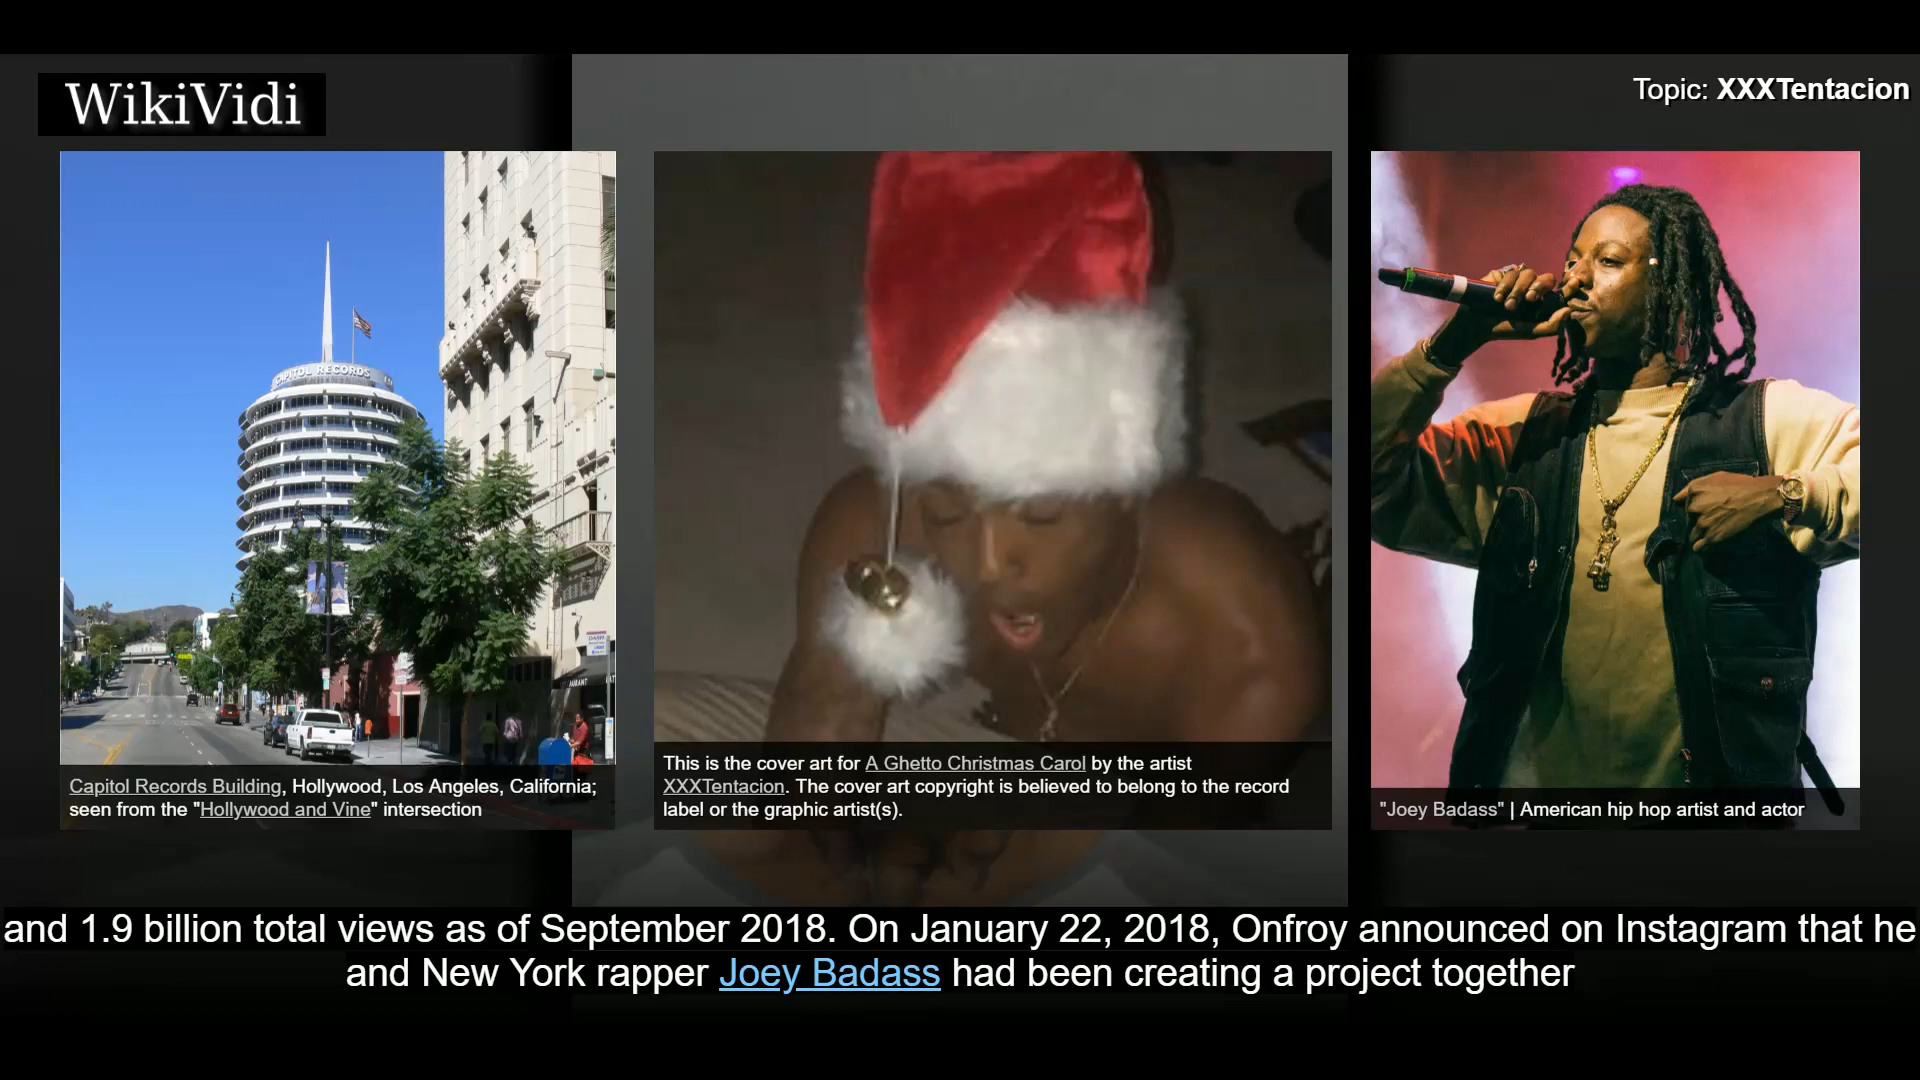 WikiVidi
Topic: XXXTentacion
CAPITOL RECORDS
Capitol Records Building, Hollywood, Los Angeles, California;
seen from the "Hollywood and Vine" intersection
This is the cover art for A Ghetto Christmas Carol by the artist
XXXTentacion. The cover art copyright is believed to belong to the record
label or the graphic artist(s).
"Joey Badass" | American hip hop artist and actor
and 1.9 billion total views as of September 2018. On January 22, 2018, Onfroy announced on Instagram that he
and New York rapper Joey Badass had been creating a project together